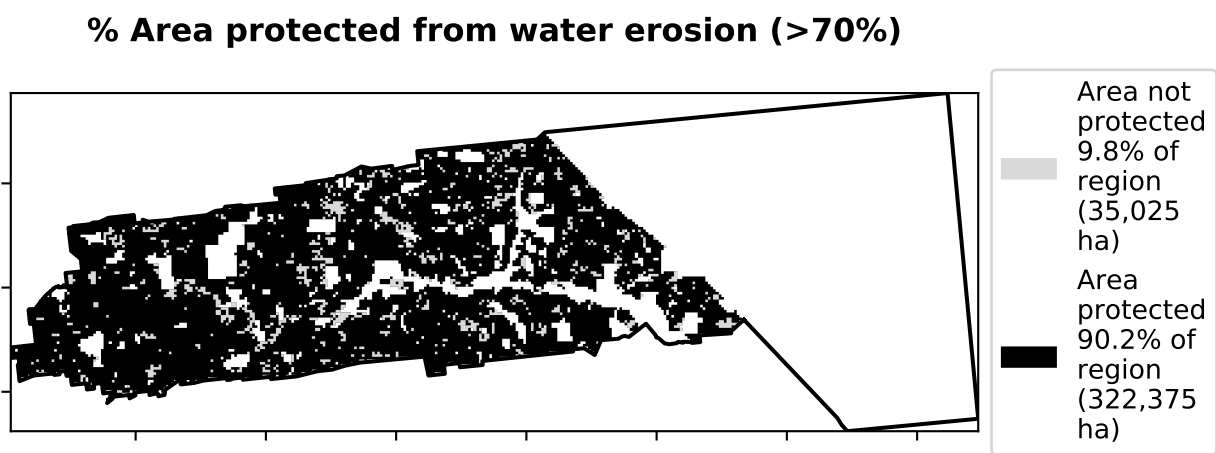 % Area protected from water erosion (>70%)
Area not
protected
9.8% of
region
(35,025
ha)
Area
protected
90.2% of
region
(322,375
ha)